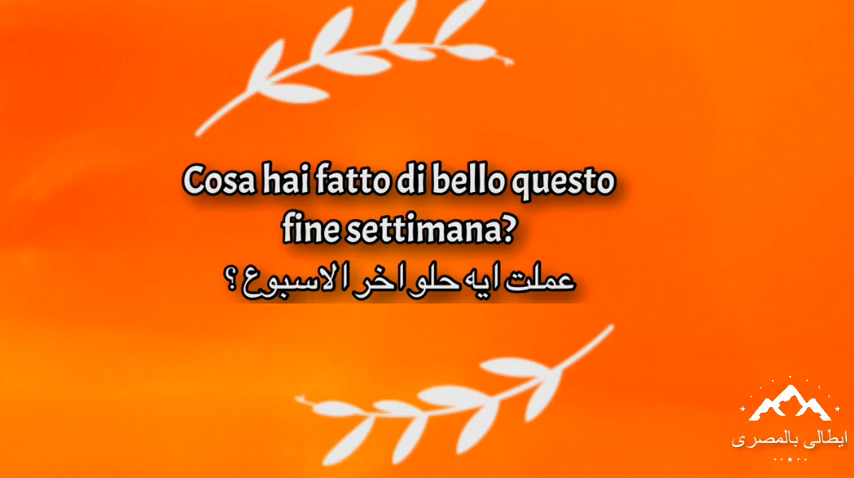 Cosa hai fatto di bello questo
fine settimana?
عملت ايه حلو اخر الاسبوع ؟
ايطالى بالمصرى